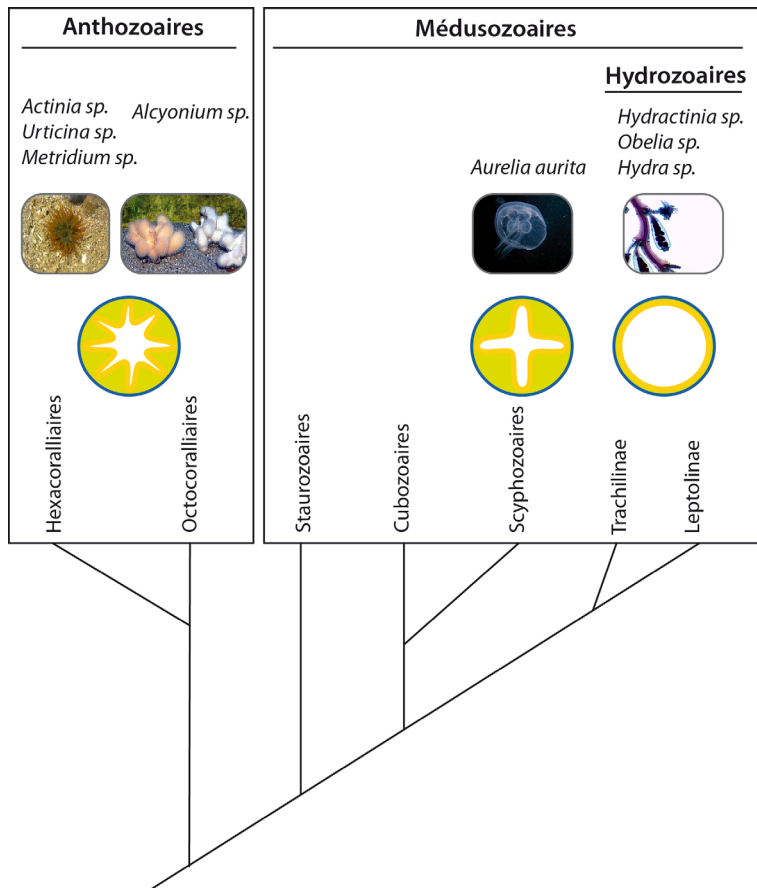 Anthozoaires
Médusozoaires
Hydrozoaires
Actinia sp.
Urticina sp.
Metridium sp.
Alcyonium sp.
Aurelia aurita
Hydractinia sp.
Obelia sp.
Hydra sp.
Hexacoralliaires
Octocoralliaires
Staurozoaires
Cubozoaires
Scyphozoaires
Trachilinae
Leptolinae